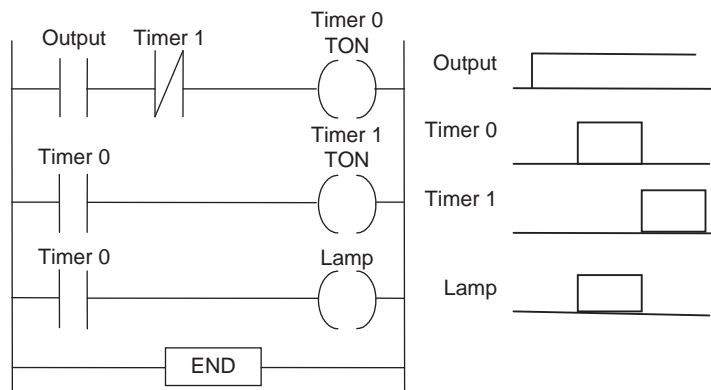 Timer 0
Output Timer 1 TON
Timer 1
Timer 0 TON
Timer 0 Lamp
END
Output
Timer 0
Timer 1
Lamp